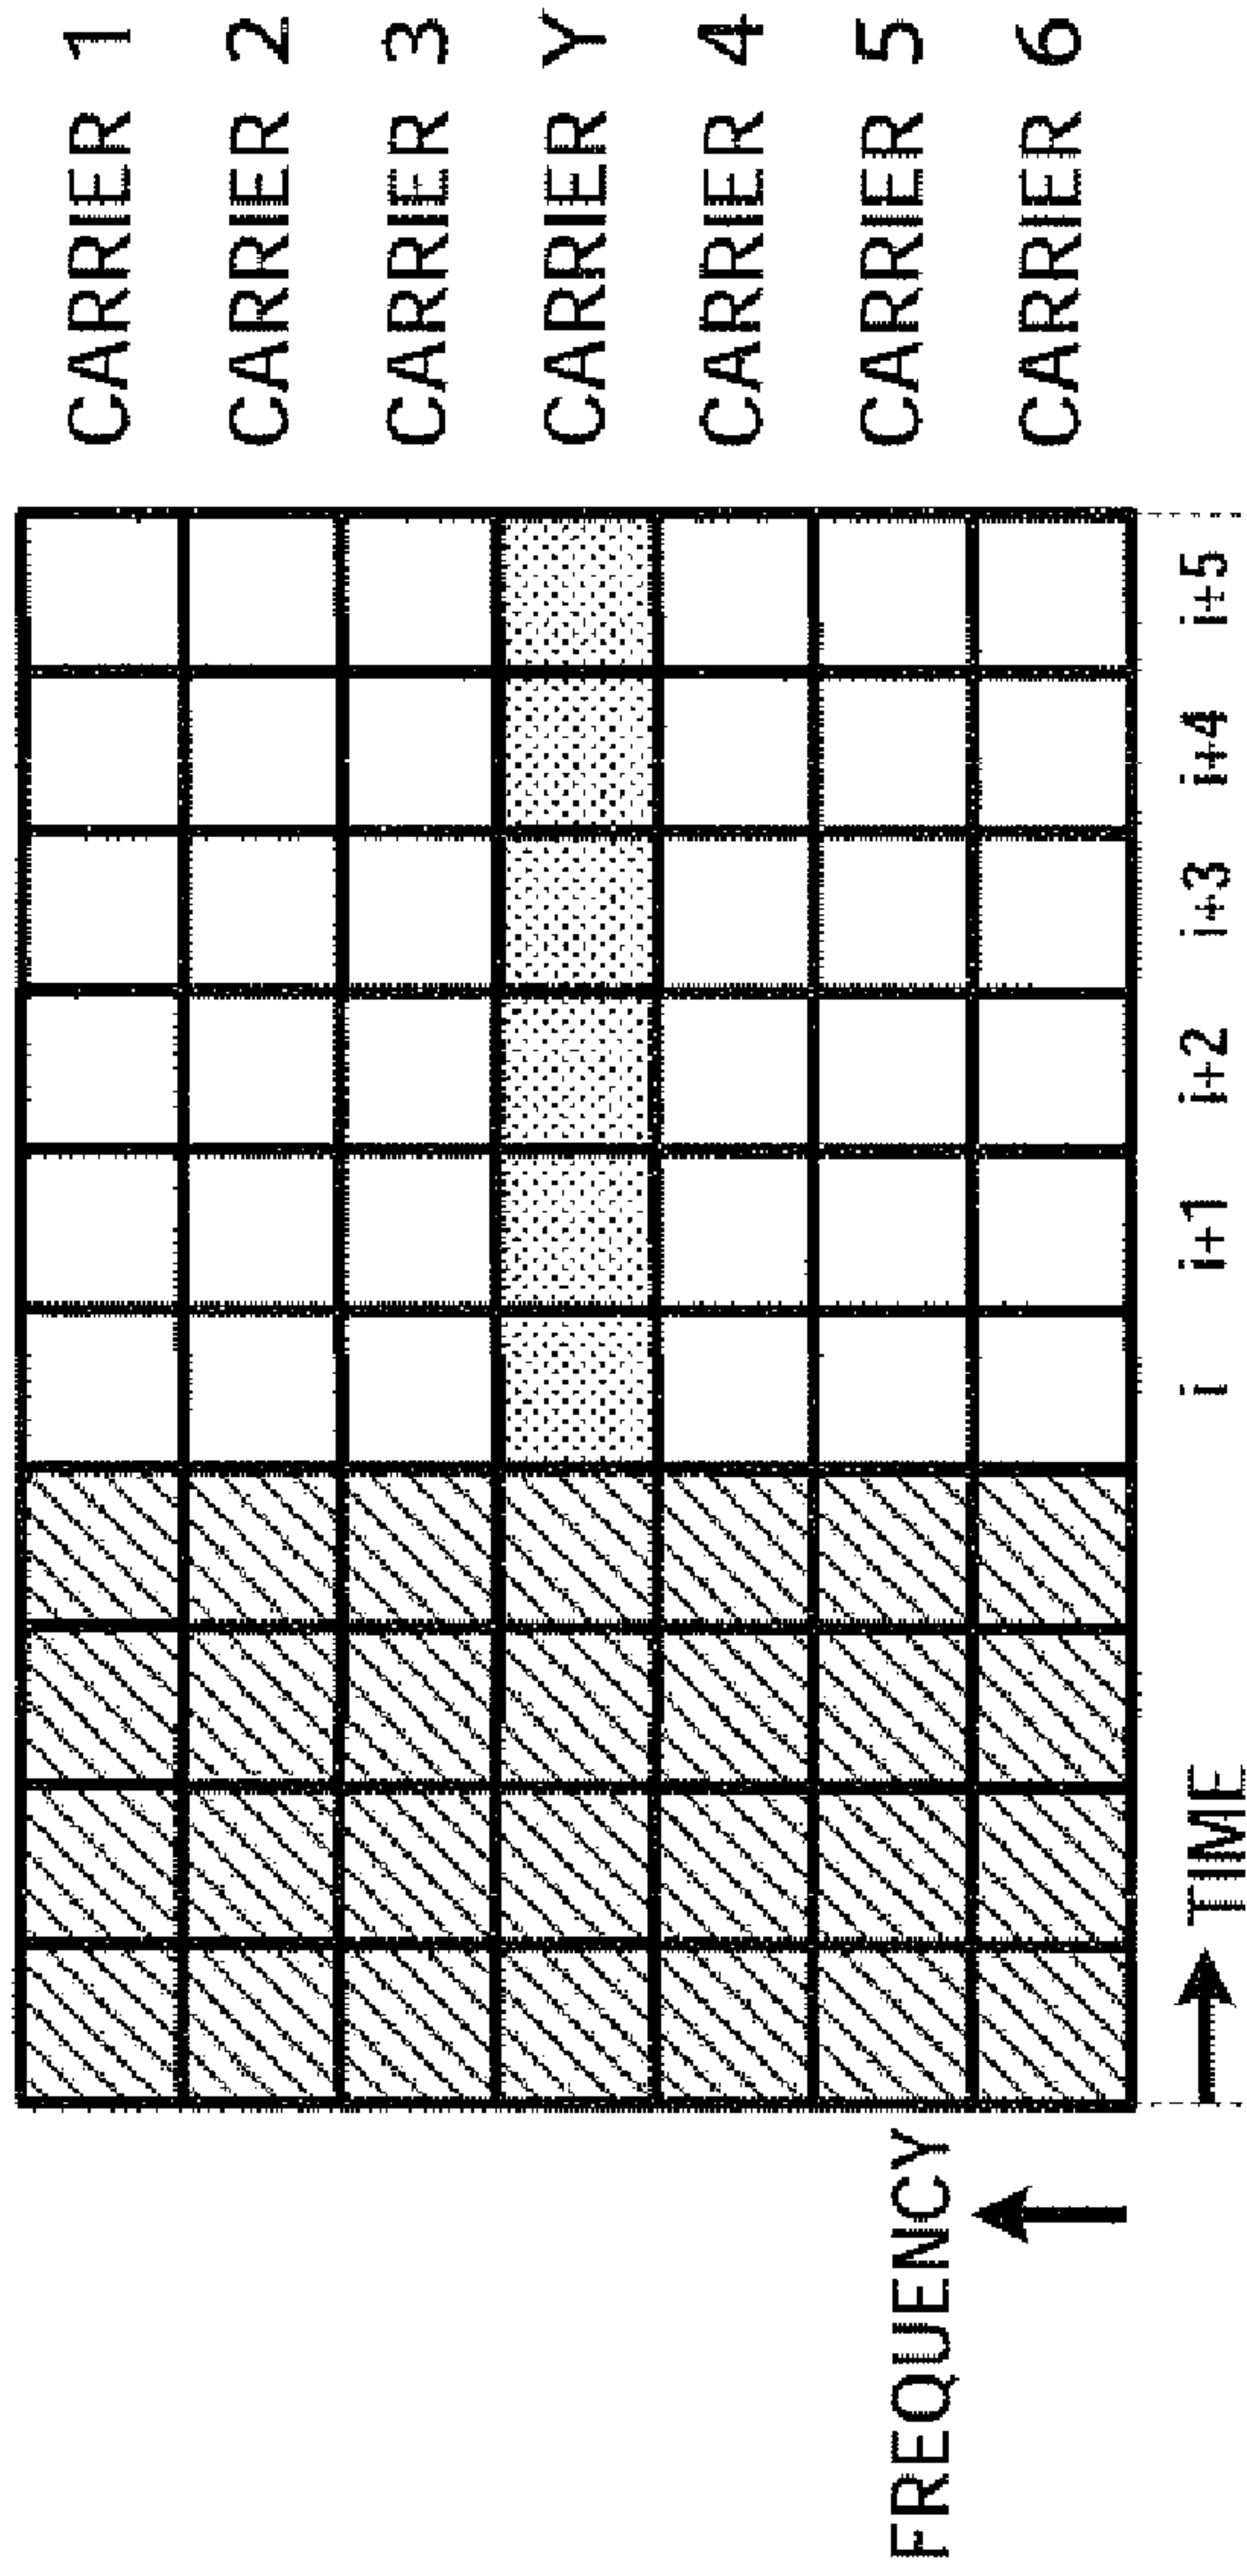 CARRIER 1
CARRIER 2
CARRIER 3
CARRIER Y
CARRIER 4
CARRIER 5
CARRIER 6
FREQUENCY
TIME
i
i+1
i+2
i+3
i+4
i+5